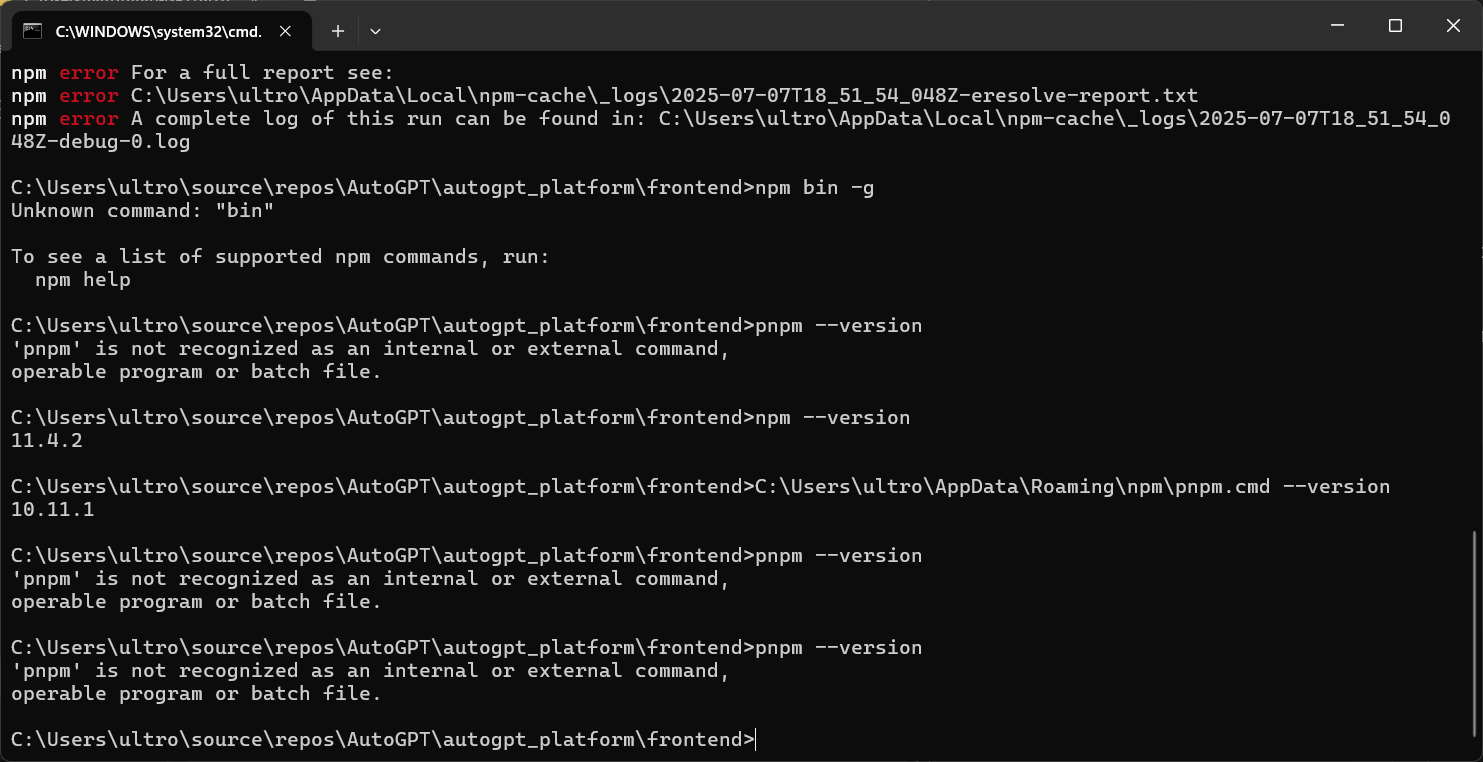 C:\WINDOWS\system32\cmd.
npm error For a full report see:
npm error C:\Users\ultro\AppData\Local\npm-cache\_logs\2025-07-07T18_51_54_048Z-eresolve-report.txt
npm error A complete log of this run can be found in: C:\Users\ultro\AppData\Local\npm-cache\_logs\2025-07-07T18_51_54_0
48Z-debug-0.log
C:\Users\ultro\source\repos\AutoGPT\autogpt_platform\frontend>npm bin -g
Unknown command: "bin"
To see a list of supported npm commands, run:
  npm help
C:\Users\ultro\source\repos\AutoGPT\autogpt_platform\frontend>pnpm --version
'pnpm' is not recognized as an internal or external command,
operable program or batch file.
C:\Users\ultro\source\repos\AutoGPT\autogpt_platform\frontend>npm --version
11.4.2
C:\Users\ultro\source\repos\AutoGPT\autogpt_platform\frontend>C:\Users\ultro\AppData\Roaming\npm\pnpm.cmd --version
10.11.1
C:\Users\ultro\source\repos\AutoGPT\autogpt_platform\frontend>pnpm --version
'pnpm' is not recognized as an internal or external command,
operable program or batch file.
C:\Users\ultro\source\repos\AutoGPT\autogpt_platform\frontend>pnpm --version
'pnpm' is not recognized as an internal or external command,
operable program or batch file.
C:\Users\ultro\source\repos\AutoGPT\autogpt_platform\frontend>